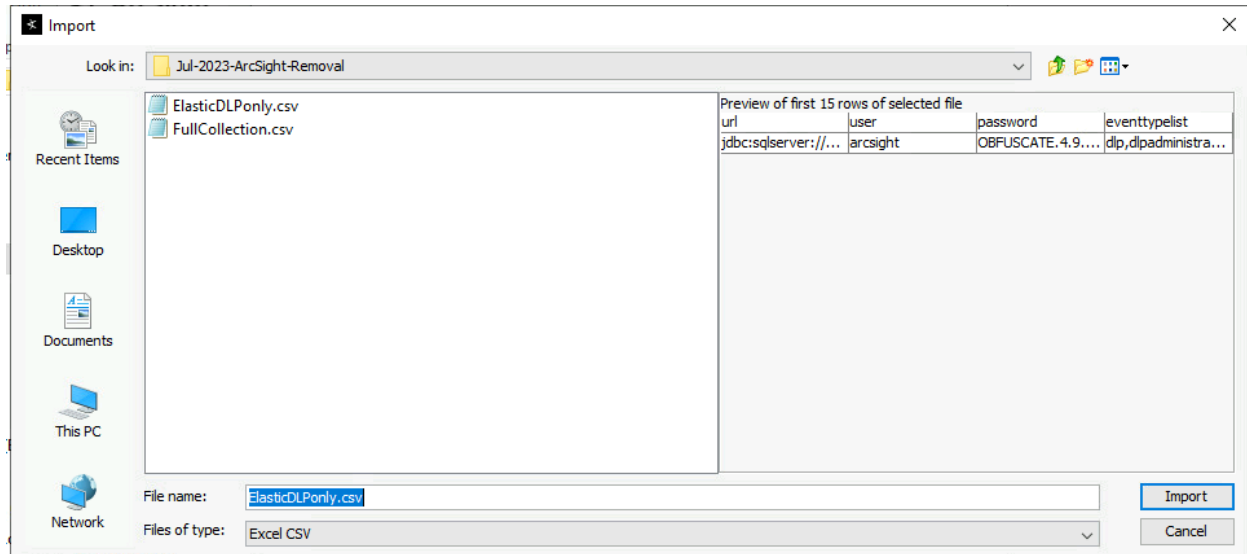 Import
Look in:
Jul-2023-ArcSight-Removal
ElasticDLPonly.csv
FullCollection.csv
Preview of first 15 rows of selected file
url user password eventtypelist
jdbc:sqlserver://... arcsight OBFUSCATE.4.9.... dlp,dlpadministra...
Recent Items
Desktop
Documents
This PC
Network
File name: ElasticDLPonly.csv
Import
Files of type: Excel CSV
Cancel